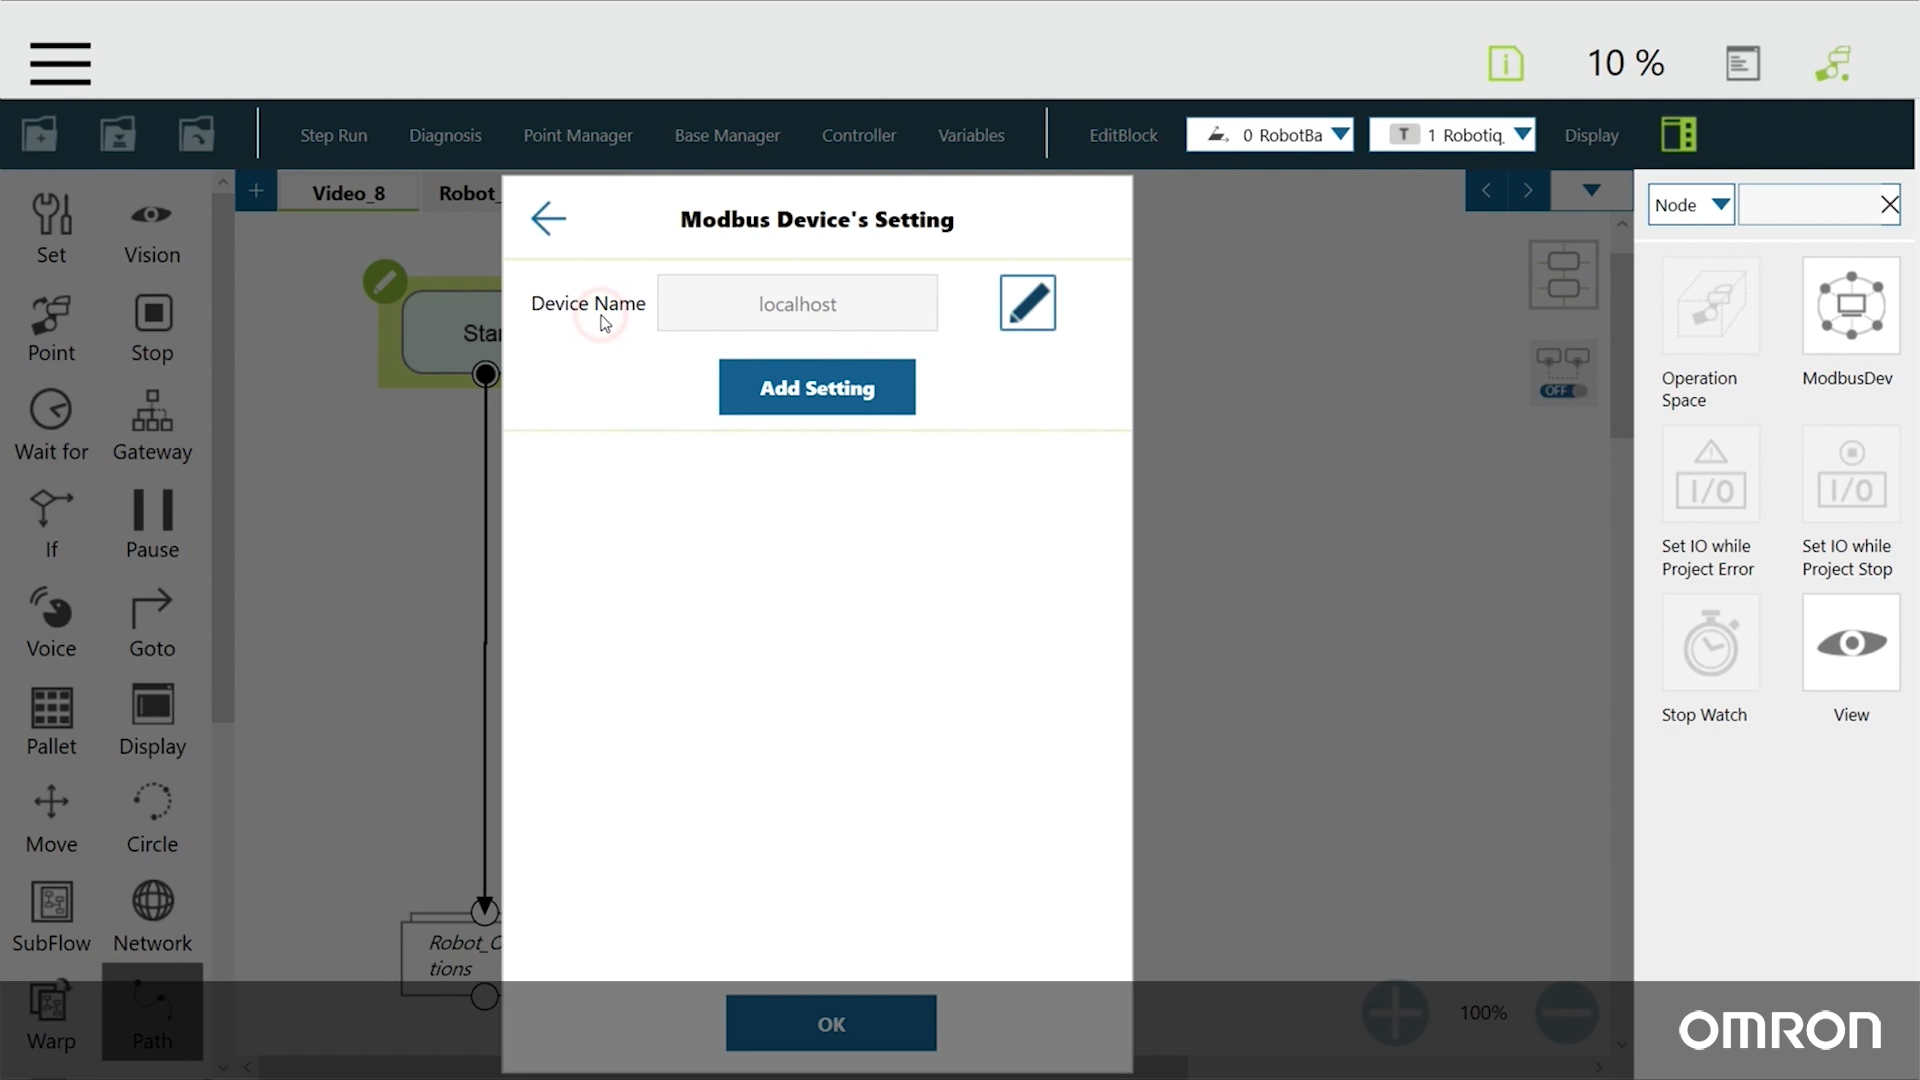 10 %
Step Run
Diagnosis
Point Manager
Base Manager
Controller
Variables
EditBlock
0 RobotBa
T
1 Robotiq.
Display
Set
Vision
Point
Stop
Wait for
Gateway
If
Pause
Voice
Goto
Pallet
Display
Move
Circle
SubFlow
Network
Warp
Path
+
Video_8
Robot_
Star
Robot_O
tions
Modbus Device's Setting
Device Name
localhost
Add Setting
OK
OFF
100%
Node
Operation
Space
ModbusDev
I/O
I/O
Set IO while
Project Error
Set IO while
Project Stop
Stop Watch
View
OMRON